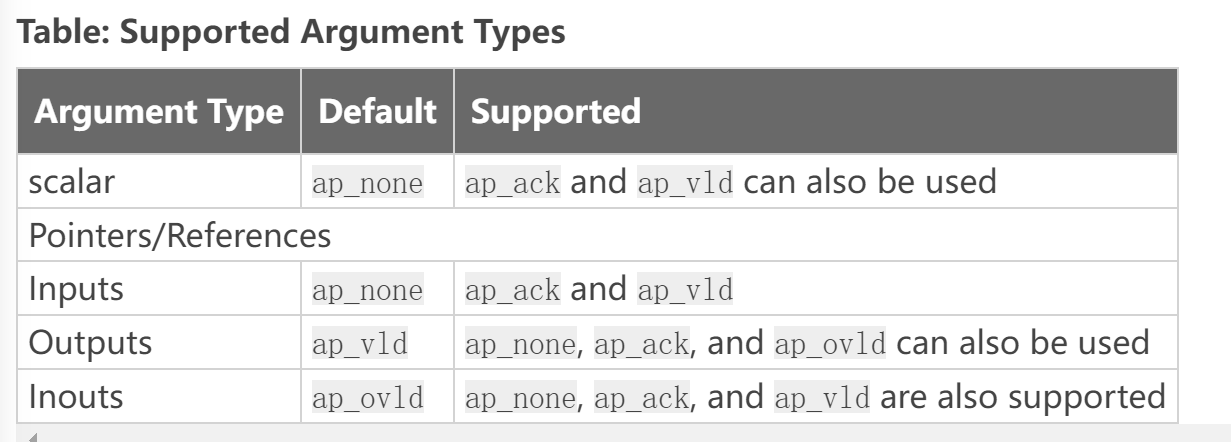 Table: Supported Argument Types
Argument Type Default Supported
scalar ap_none ap_ack and ap_vld can also be used
Pointers/References
Inputs ap_none ap_ack and ap_vld
Outputs ap_vld ap_none, ap_ack, and ap_ovld can also be used
Inouts ap_ovld ap_none, ap_ack, and ap_vld are also supported